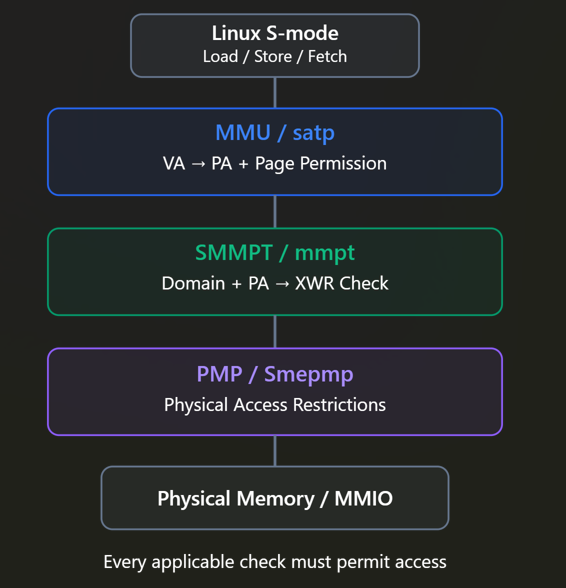 Linux S-mode
Load / Store / Fetch
MMU / satp
VA → PA + Page Permission
SMMPT / mmpt
Domain + PA → XWR Check
PMP / Smepmp
Physical Access Restrictions
Physical Memory / MMIO
Every applicable check must permit access